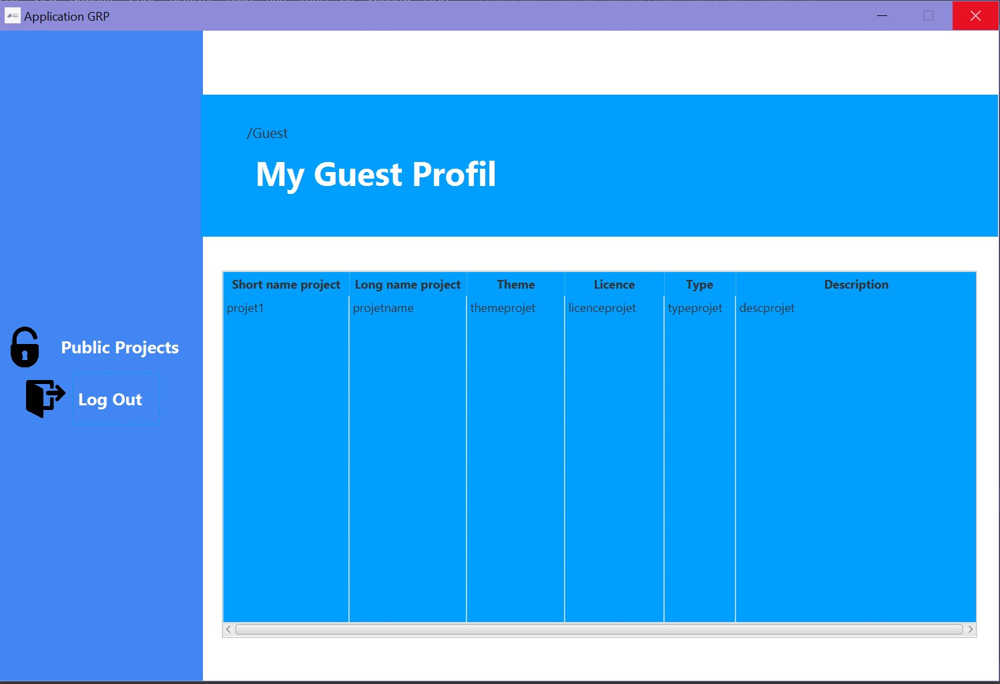 Application GRP
/Guest
My Guest Profil
Short name project Long name project Theme Licence Type Description
projet1 projetname themeprojet licenceprojet typeprojet descprojet
Public Projects
Log Out